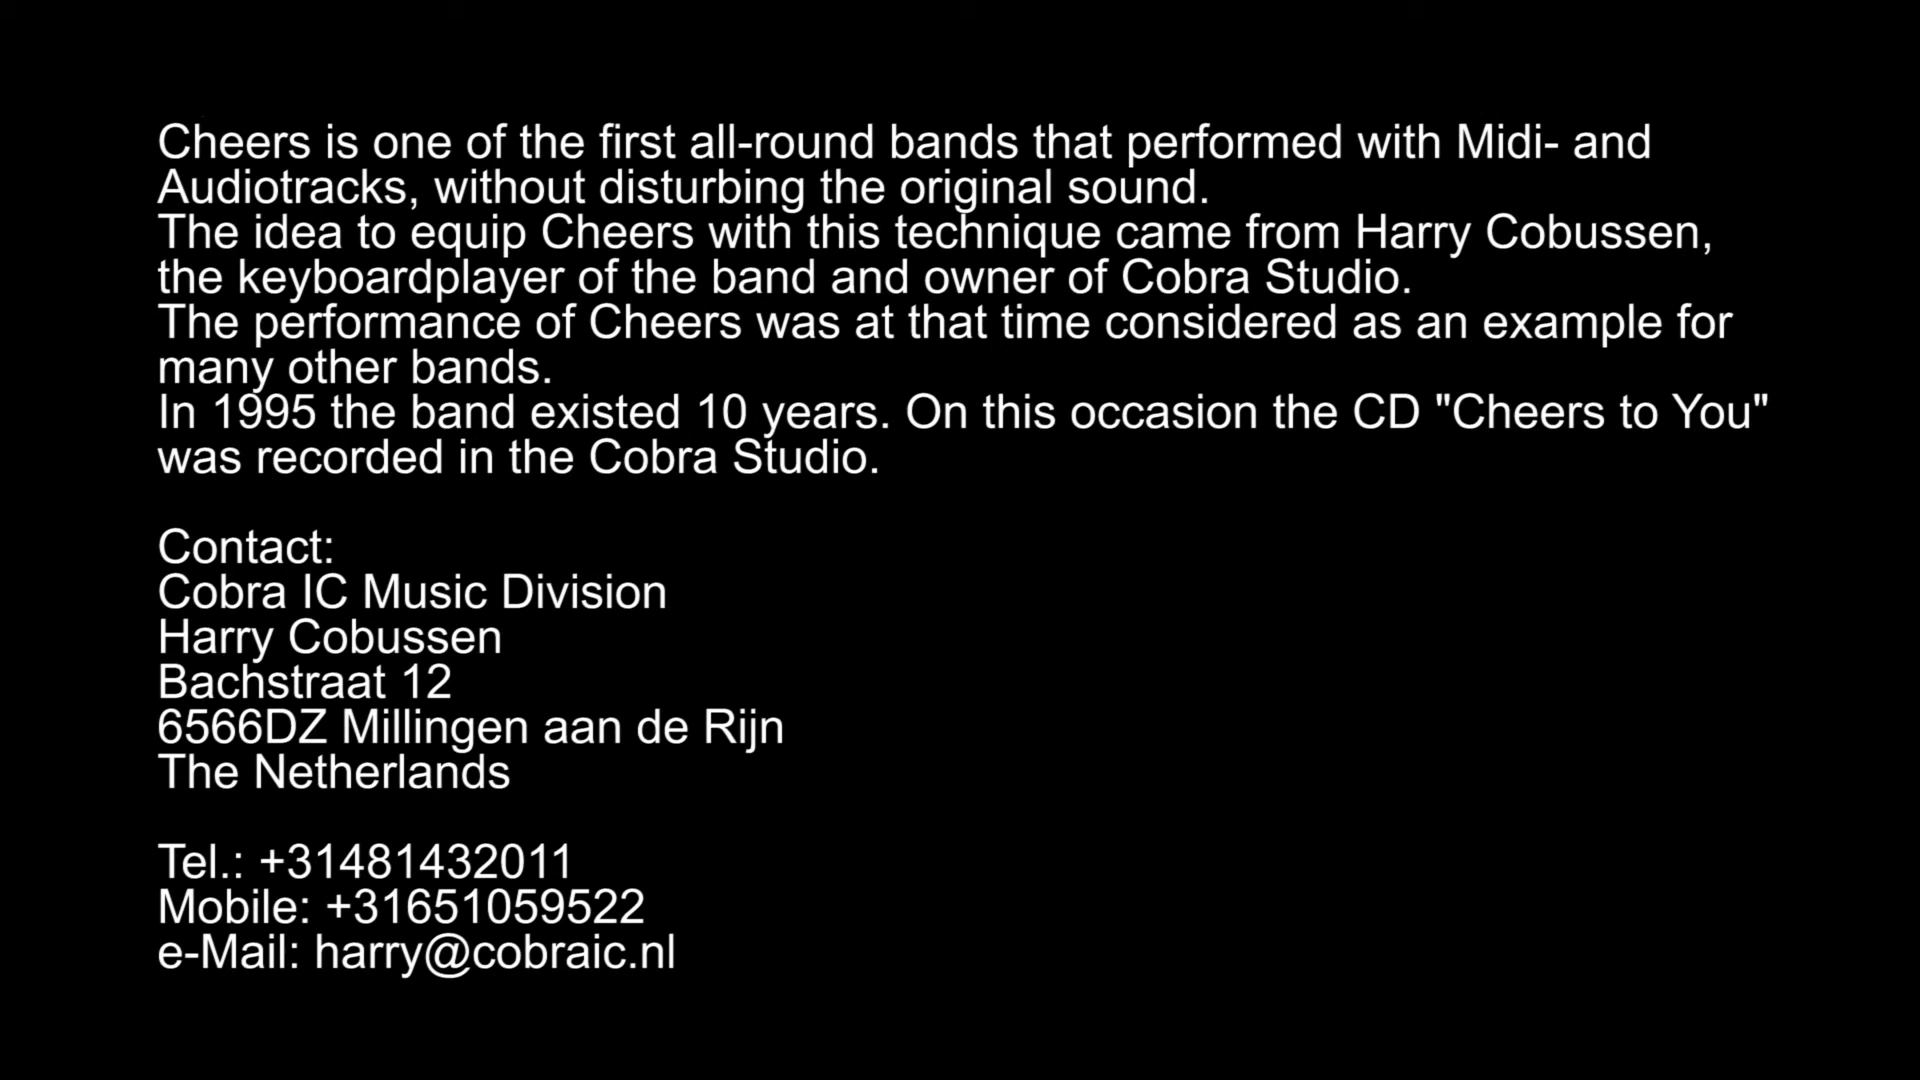 Cheers is one of the first all-round bands that performed with Midi- and
Audiotracks, without disturbing the original sound.
The idea to equip Cheers with this technique came from Harry Cobussen,
the keyboardplayer of the band and owner of Cobra Studio.
The performance of Cheers was at that time considered as an example for
many other bands.
In 1995 the band existed 10 years. On this occasion the CD "Cheers to You"
was recorded in the Cobra Studio.

Contact:
Cobra IC Music Division
Harry Cobussen
Bachstraat 12
6566DZ Millingen aan de Rijn
The Netherlands

Tel.: +31481432011
Mobile: +31651059522
e-Mail: harry@cobraic.nl